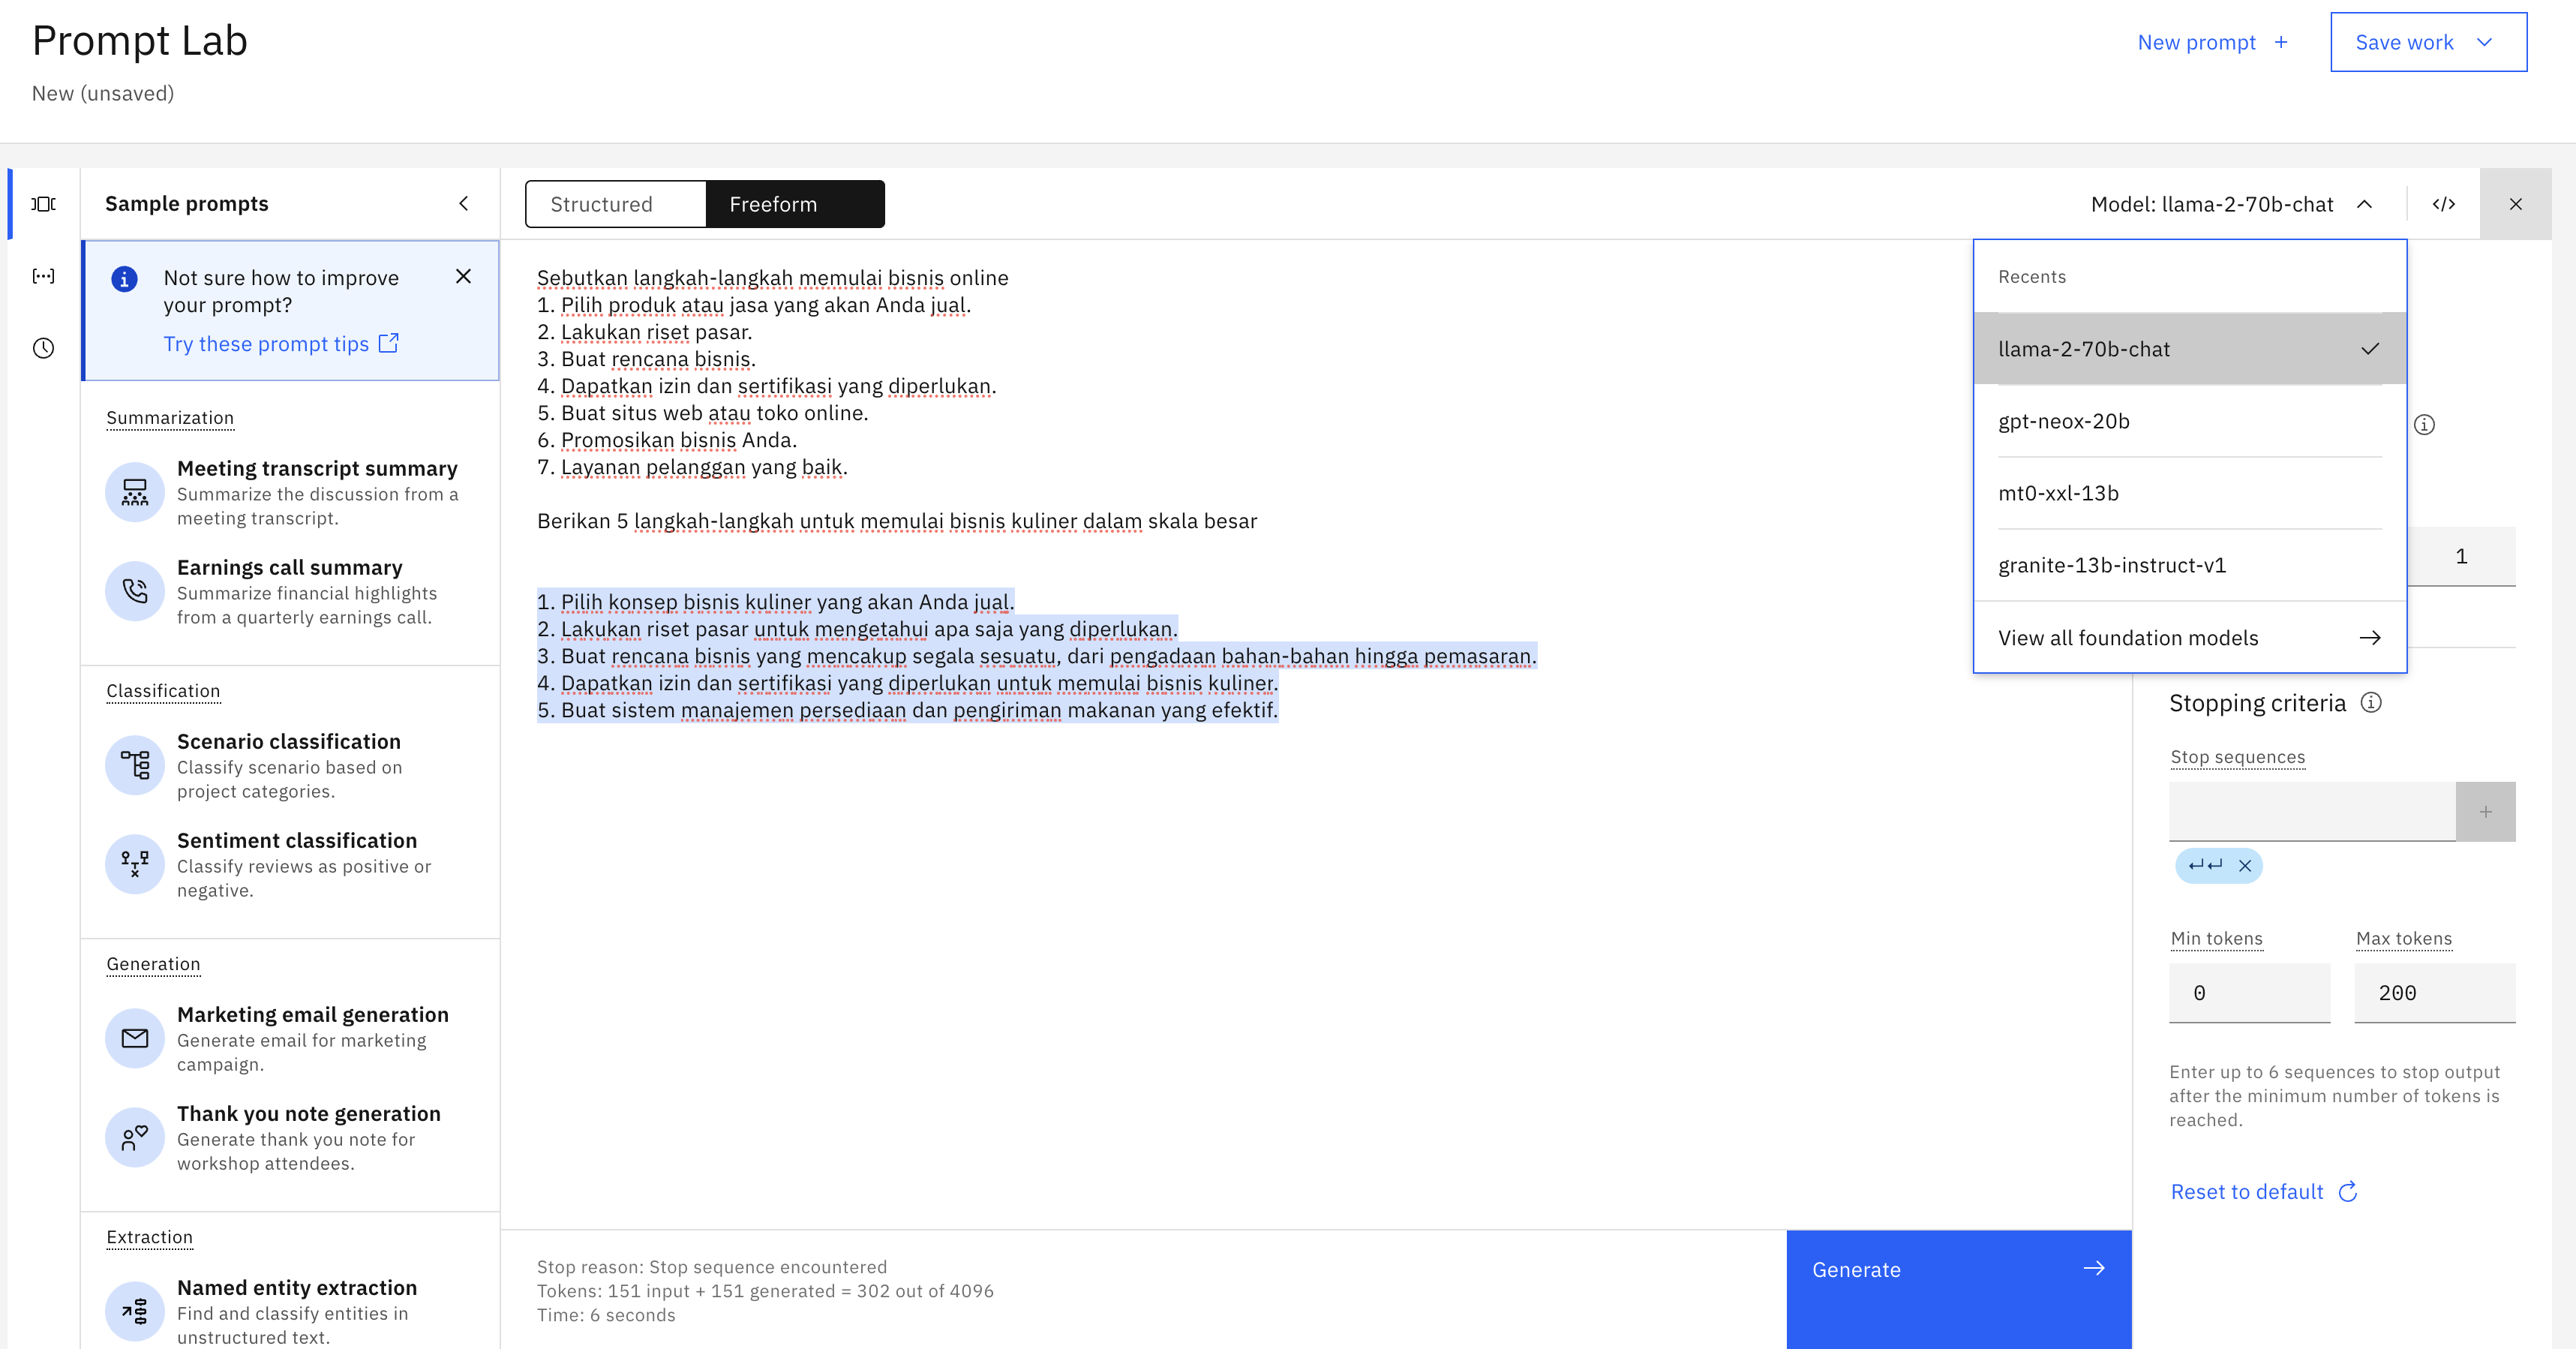 Prompt Lab
New (unsaved)
New prompt +
Save work
Sample prompts
Not sure how to improve
your prompt?
Try these prompt tips
Summarization
Meeting transcript summary
Summarize the discussion from a
meeting transcript.
Earnings call summary
Summarize financial highlights
from a quarterly earnings call.
Classification
Scenario classification
Classify scenario based on
project categories.
Sentiment classification
Classify reviews as positive or
negative.
Generation
Marketing email generation
Generate email for marketing
campaign.
Thank you note generation
Generate thank you note for
workshop attendees.
Extraction
Named entity extraction
Find and classify entities in
unstructured text.
Structured
Freeform
Model: llama-2-70b-chat
Sebutkan langkah-langkah memulai bisnis online
1. Pilih produk atau jasa yang akan Anda jual.
2. Lakukan riset pasar.
3. Buat rencana bisnis.
4. Dapatkan izin dan sertifikasi yang diperlukan.
5. Buat situs web atau toko online.
6. Promosikan bisnis Anda.
7. Layanan pelanggan yang baik.
Berikan 5 langkah-langkah untuk memulai bisnis kuliner dalam skala besar
1. Pilih konsep bisnis kuliner yang akan Anda jual.
2. Lakukan riset pasar untuk mengetahui apa saja yang diperlukan.
3. Buat rencana bisnis yang mencakup segala sesuatu, dari pengadaan bahan-bahan hingga pemasaran.
4. Dapatkan izin dan sertifikasi yang diperlukan untuk memulai bisnis kuliner.
5. Buat sistem manajemen persediaan dan pengiriman makanan yang efektif.
Stop reason: Stop sequence encountered
Tokens: 151 input + 151 generated = 302 out of 4096
Time: 6 seconds
Generate
Recents
llama-2-70b-chat
gpt-neox-20b
mt0-xxl-13b
granite-13b-instruct-v1
View all foundation models
1
Stopping criteria
Stop sequences
Min tokens
Max tokens
0
200
Enter up to 6 sequences to stop output
after the minimum number of tokens is
reached.
Reset to default